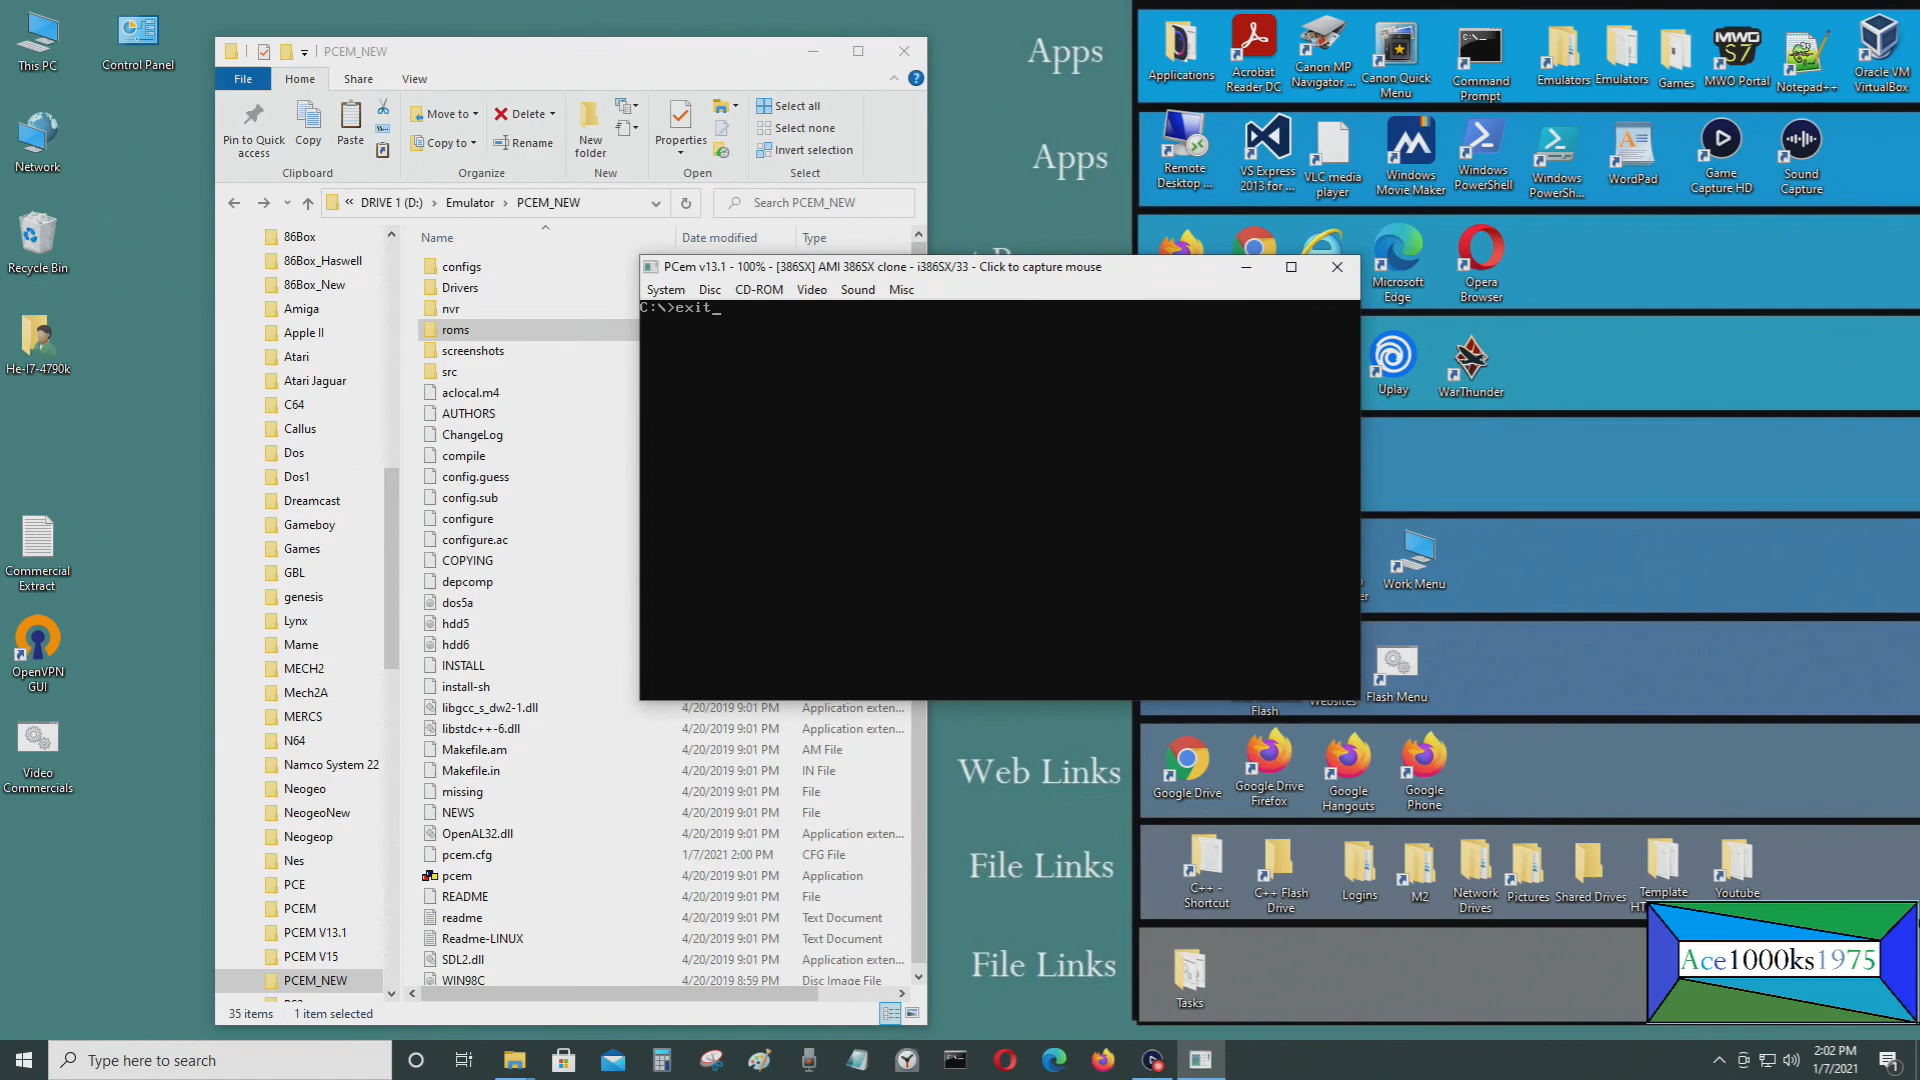 This PC
Control Panel
Network
Recycle Bin
He-I7-4790k
Commercial
Extract
OpenVPN
GUI
Video
Commercials
PCEM_NEW
File
Home
Share
View
Pin to Quick
access
Copy
Paste
Clipboard
Move to
Copy to
Delete
Rename
Organize
New
folder
New
Properties
Open
Select all
Select none
Invert selection
Select
DRIVE 1 (D:)
Emulator
PCEM_NEW
Search PCEM_NEW
86Box
86Box_Haswell
86Box_New
Amiga
Apple II
Atari
Atari Jaguar
C64
Callus
Dos
Dos1
Dreamcast
Gameboy
Games
GBL
genesis
Lynx
Mame
MECH2
Mech2A
MERCS
N64
Namco System 22
Neogeo
NeogeoNew
Neogeop
Nes
PCE
PCEM
PCEM V13.1
PCEM V15
PCEM_NEW
Name
Date modified
Type
configs
Drivers
nvr
roms
screenshots
src
aclocal.m4
AUTHORS
ChangeLog
compile
config.guess
config.sub
configure
configure.ac
COPYING
depcomp
dos5a
hdd5
hdd6
INSTALL
install-sh
libgcc_s_dw2-1.dll 4/20/2019 9:01 PM Application exten...
libstdc++-6.dll 4/20/2019 9:01 PM Application exten...
Makefile.am 4/20/2019 9:01 PM AM File
Makefile.in 4/20/2019 9:01 PM IN File
missing 4/20/2019 9:01 PM File
NEWS 4/20/2019 9:01 PM File
OpenAL32.dll 4/20/2019 9:01 PM Application exten...
pcem.cfg 1/7/2021 2:00 PM CFG File
pcem 4/20/2019 9:01 PM Application
README 4/20/2019 9:01 PM File
readme 4/20/2019 9:01 PM Text Document
Readme-LINUX 4/20/2019 9:01 PM Text Document
SDL2.dll 4/20/2019 9:01 PM Application exten...
WIN98C 4/20/2019 8:59 PM Disc Image File
35 items 1 item selected
PCem v13.1 - 100% - [386SX] AMI 386SX clone - i386SX/33 - Click to capture mouse
System Disc CD-ROM Video Sound Misc
C:\>exit_
Apps
Applications
Acrobat
Reader DC
Canon MP
Navigator ...
Canon Quick
Menu
C:\_
Command
Prompt
Emulators
Emulators
Games
MWG
S7
MWO Portal
Notepad++
Oracle VM
VirtualBox
Apps
Remote
Desktop ...
VS Express
2013 for ...
VLC media
player
Windows
Movie Maker
Windows
PowerShell
Windows
PowerSh...
WordPad
Game
Capture HD
Sound
Capture
Microsoft
Edge
Opera
Browser
Uplay
WarThunder
Work Menu
Flash Menu
Flash
Web Links
Google Drive
Google Drive
Firefox
Google
Hangouts
Google
Phone
File Links
C++ -
Shortcut
C++ Flash
Drive
Logins
M2
Network
Drives
Pictures
Shared Drives
Template
Youtube
File Links
Tasks
Ace1000ks1975
Type here to search
2:02 PM
1/7/2021
1